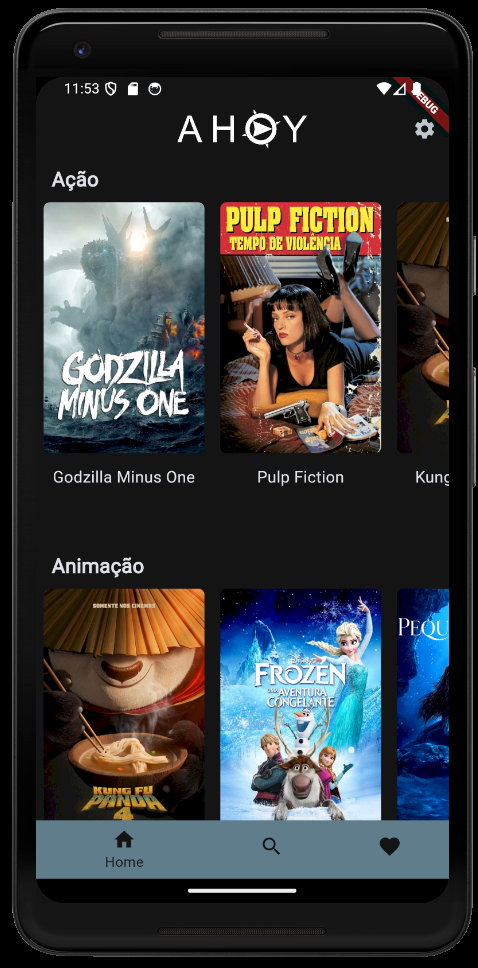 11:53
DEBUG
AHOY
Ação
PULP FICTION
TEMPO DE VIOLÊNCIA
GODZILLA
MINUS ONE
Godzilla Minus One
Pulp Fiction
Kung
Animação
SOMENTE NOS CINEMAS
PEQU
Disney
FROZEN
UMA AVENTURA
CONGELANTE
KUNG FU
PANDA
4
Home